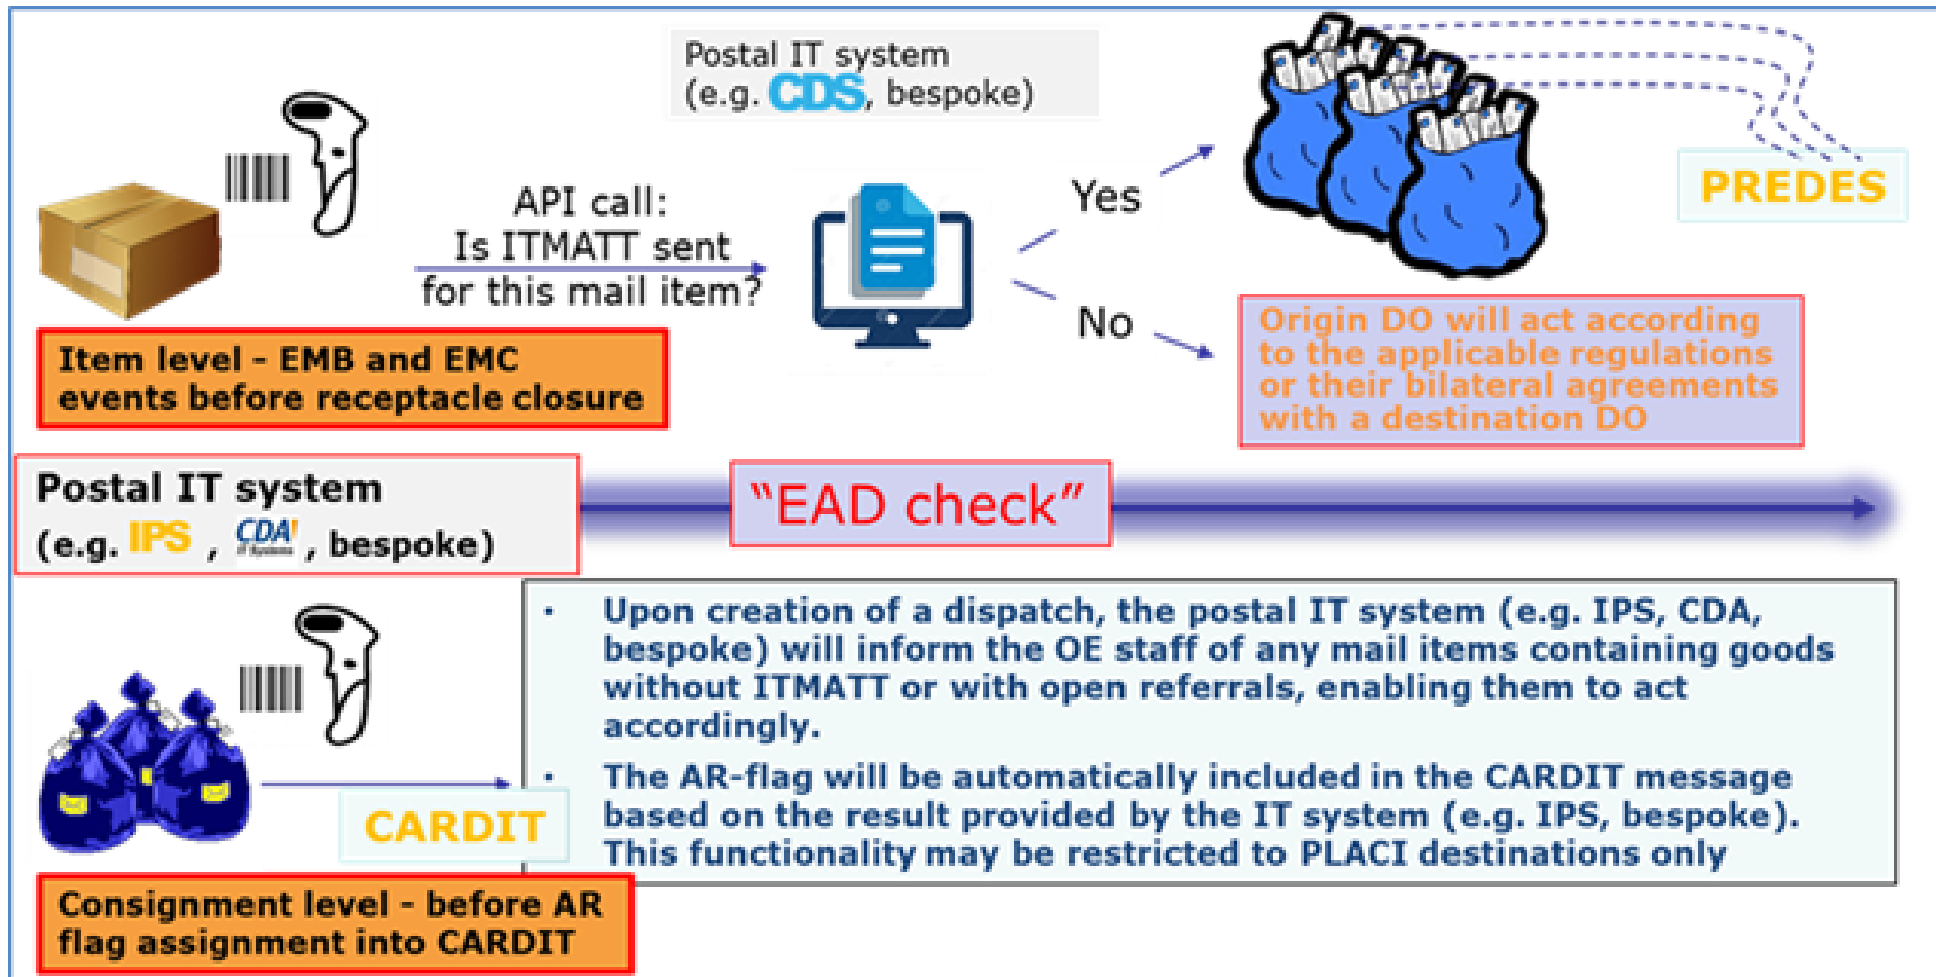 Postal IT system
(e.g. CDS, bespoke)
API call:
Is ITMATT sent
for this mail item?
Yes
No
PREDES
Item level - EMB and EMC
events before receptacle closure
Origin DO will act according
to the applicable regulations
or their bilateral agreements
with a destination DO
Postal IT system
(e.g. IPS , CDA IT Systems , bespoke)
"EAD check"
• Upon creation of a dispatch, the postal IT system (e.g. IPS, CDA,
bespoke) will inform the OE staff of any mail items containing goods
without ITMATT or with open referrals, enabling them to act
accordingly.
• The AR-flag will be automatically included in the CARDIT message
based on the result provided by the IT system (e.g. IPS, bespoke).
This functionality may be restricted to PLACI destinations only
CARDIT
Consignment level - before AR
flag assignment into CARDIT